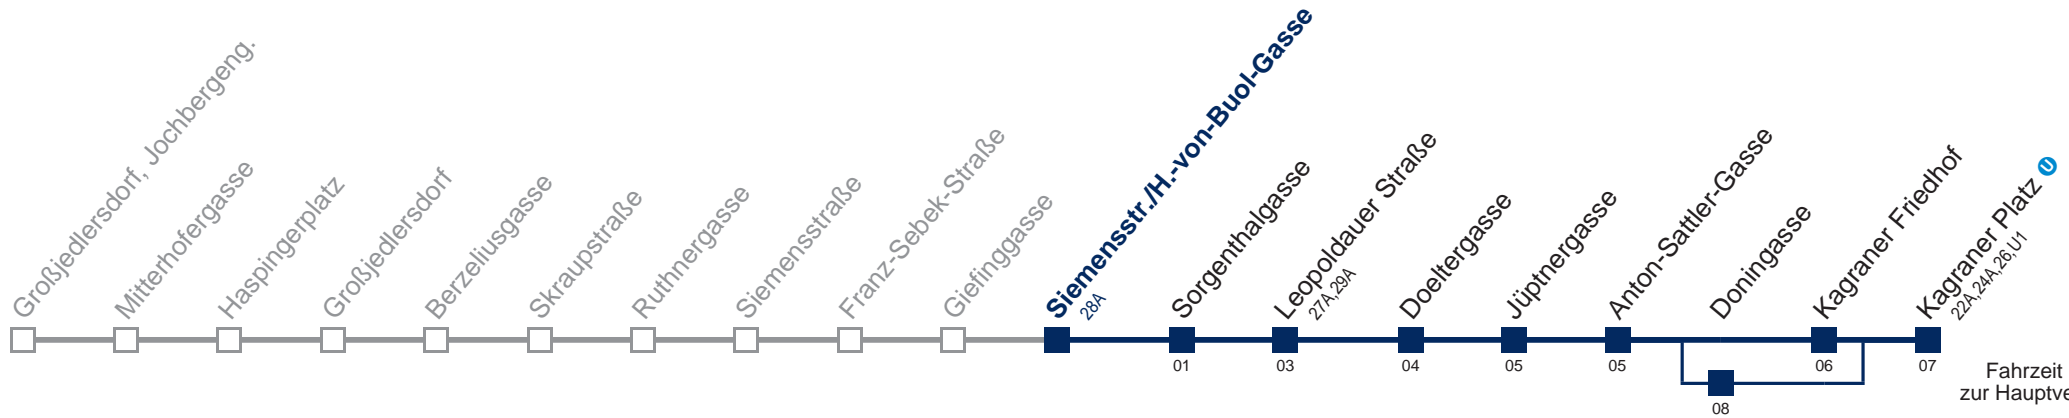 Großjedlersdorf, Jochbergeng.
Mitterhofergasse
Haspingerplatz
Großjedlersdorf
Berzeliusgasse
Skraupstraße
Ruthnergasse
Siemensstraße
Franz-Sebek-Straße
Giefinggasse
Siemensstr./H.-von-Buol-Gasse
28A
Sorgenthalgasse
01
Leopoldauer Straße
27A,29A
03
Doeltergasse
04
Jüptnergasse
05
Anton-Sattler-Gasse
05
Doningasse
08
Kagraner Friedhof
06
Kagraner Platz U
22A,24A,26,U1
07
Fahrzeit
zur Hauptve